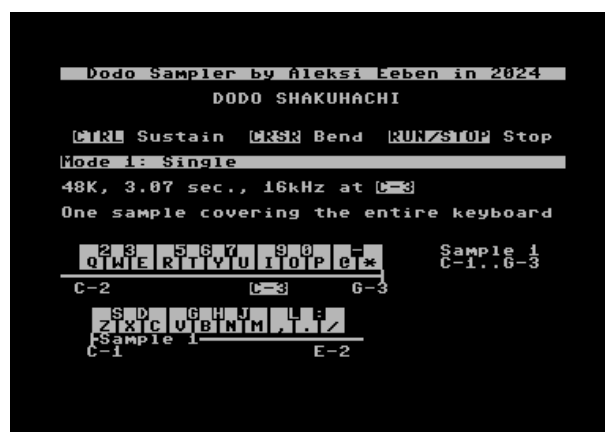 Dodo Sampler by Aleksi Eeben in 2024
DODO SHAKUHACHI
CTRL Sustain CRSR Bend RUN/STOP Stop
Mode 1: Single
48K, 3.07 sec., 16kHz at C-3
One sample covering the entire keyboard
2 3 5 6 7 9 0 -
Q W E R T Y U I O P @ *
Sample 1
C-1..G-3
C-2 C-3 G-3
S D G H J L :
Z X C V B N M , . /
Sample 1
C-1 E-2